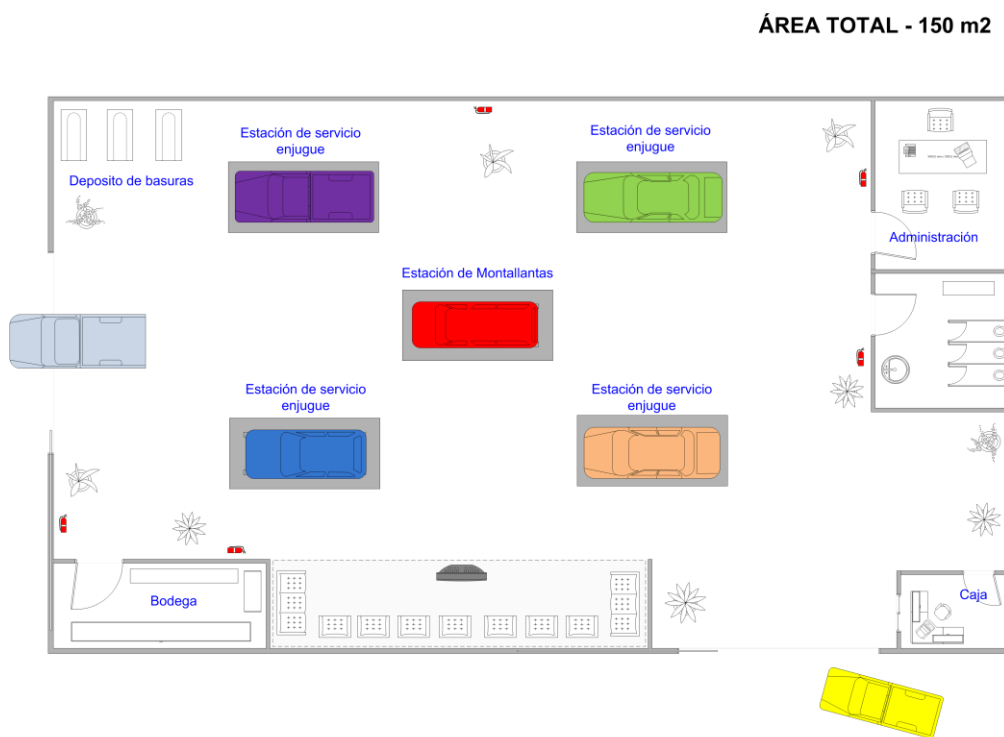 ÁREA TOTAL - 150 m2
Estación de servicio
enjugue
Estación de servicio
enjugue
Deposito de basuras
Administración
Estación de Montallantas
Estación de servicio
enjugue
Estación de servicio
enjugue
Bodega
Caja